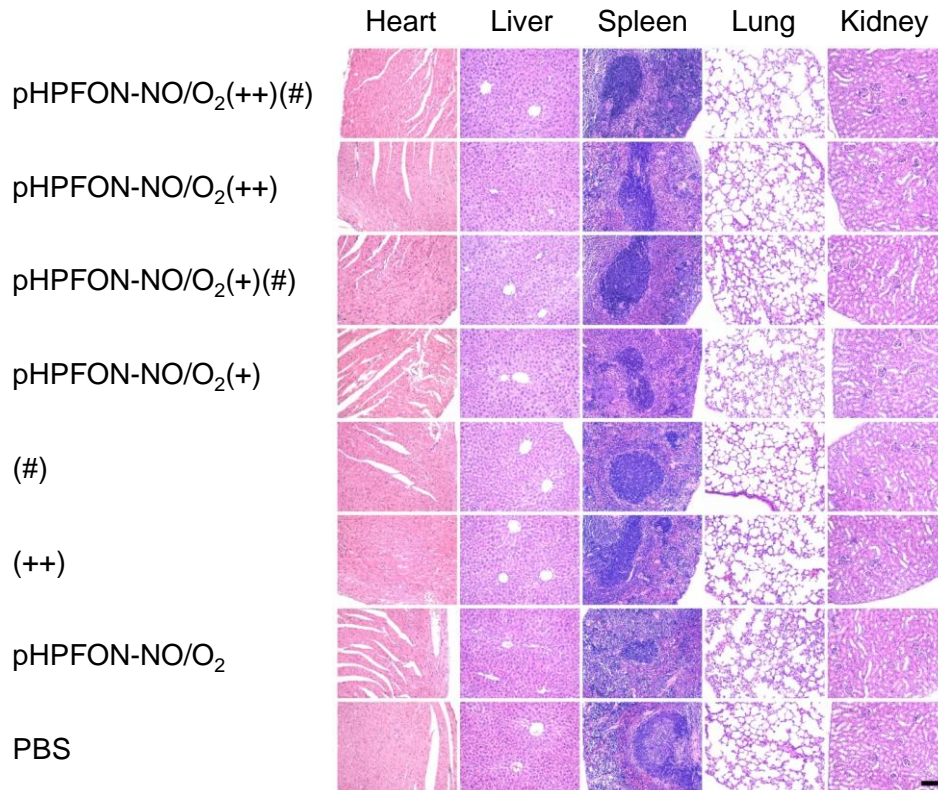 Heart Liver Spleen Lung Kidney
pHPFON-NO/O₂(++)(#)
pHPFON-NO/O₂(++)
pHPFON-NO/O₂(+)(#)
pHPFON-NO/O₂(+)
(#)
(++)
pHPFON-NO/O₂
PBS